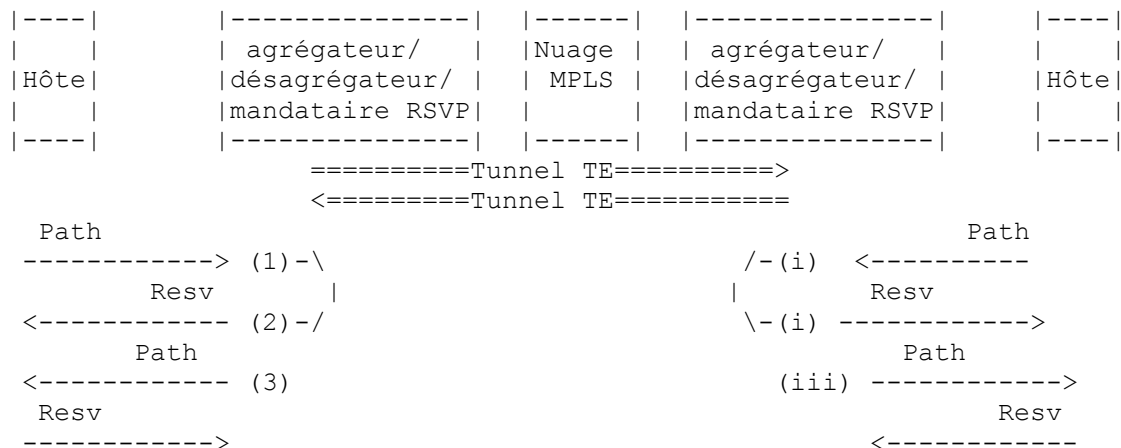 |----|       |---------------|  |------|  |---------------|      |----|
|    |       | agrégateur/   |  |Nuage |  | agrégateur/   |      |    |
|Hôte|       |désagrégateur/ |  | MPLS |  |désagrégateur/ |      |Hôte|
|    |       |mandataire RSVP|  |      |  |mandataire RSVP|      |    |
|----|       |---------------|  |------|  |---------------|      |----|
==========Tunnel TE==========>
<=========Tunnel TE===========
Path                                                      Path
------------> (1)-\                          /-(i)  <----------
Resv       |                          |        Resv
<------------ (2)-/                          \-(i) ------------>
Path                                               Path
<------------ (3)                              (iii) ------------>
Resv                                                        Resv
------------>                                       <------------